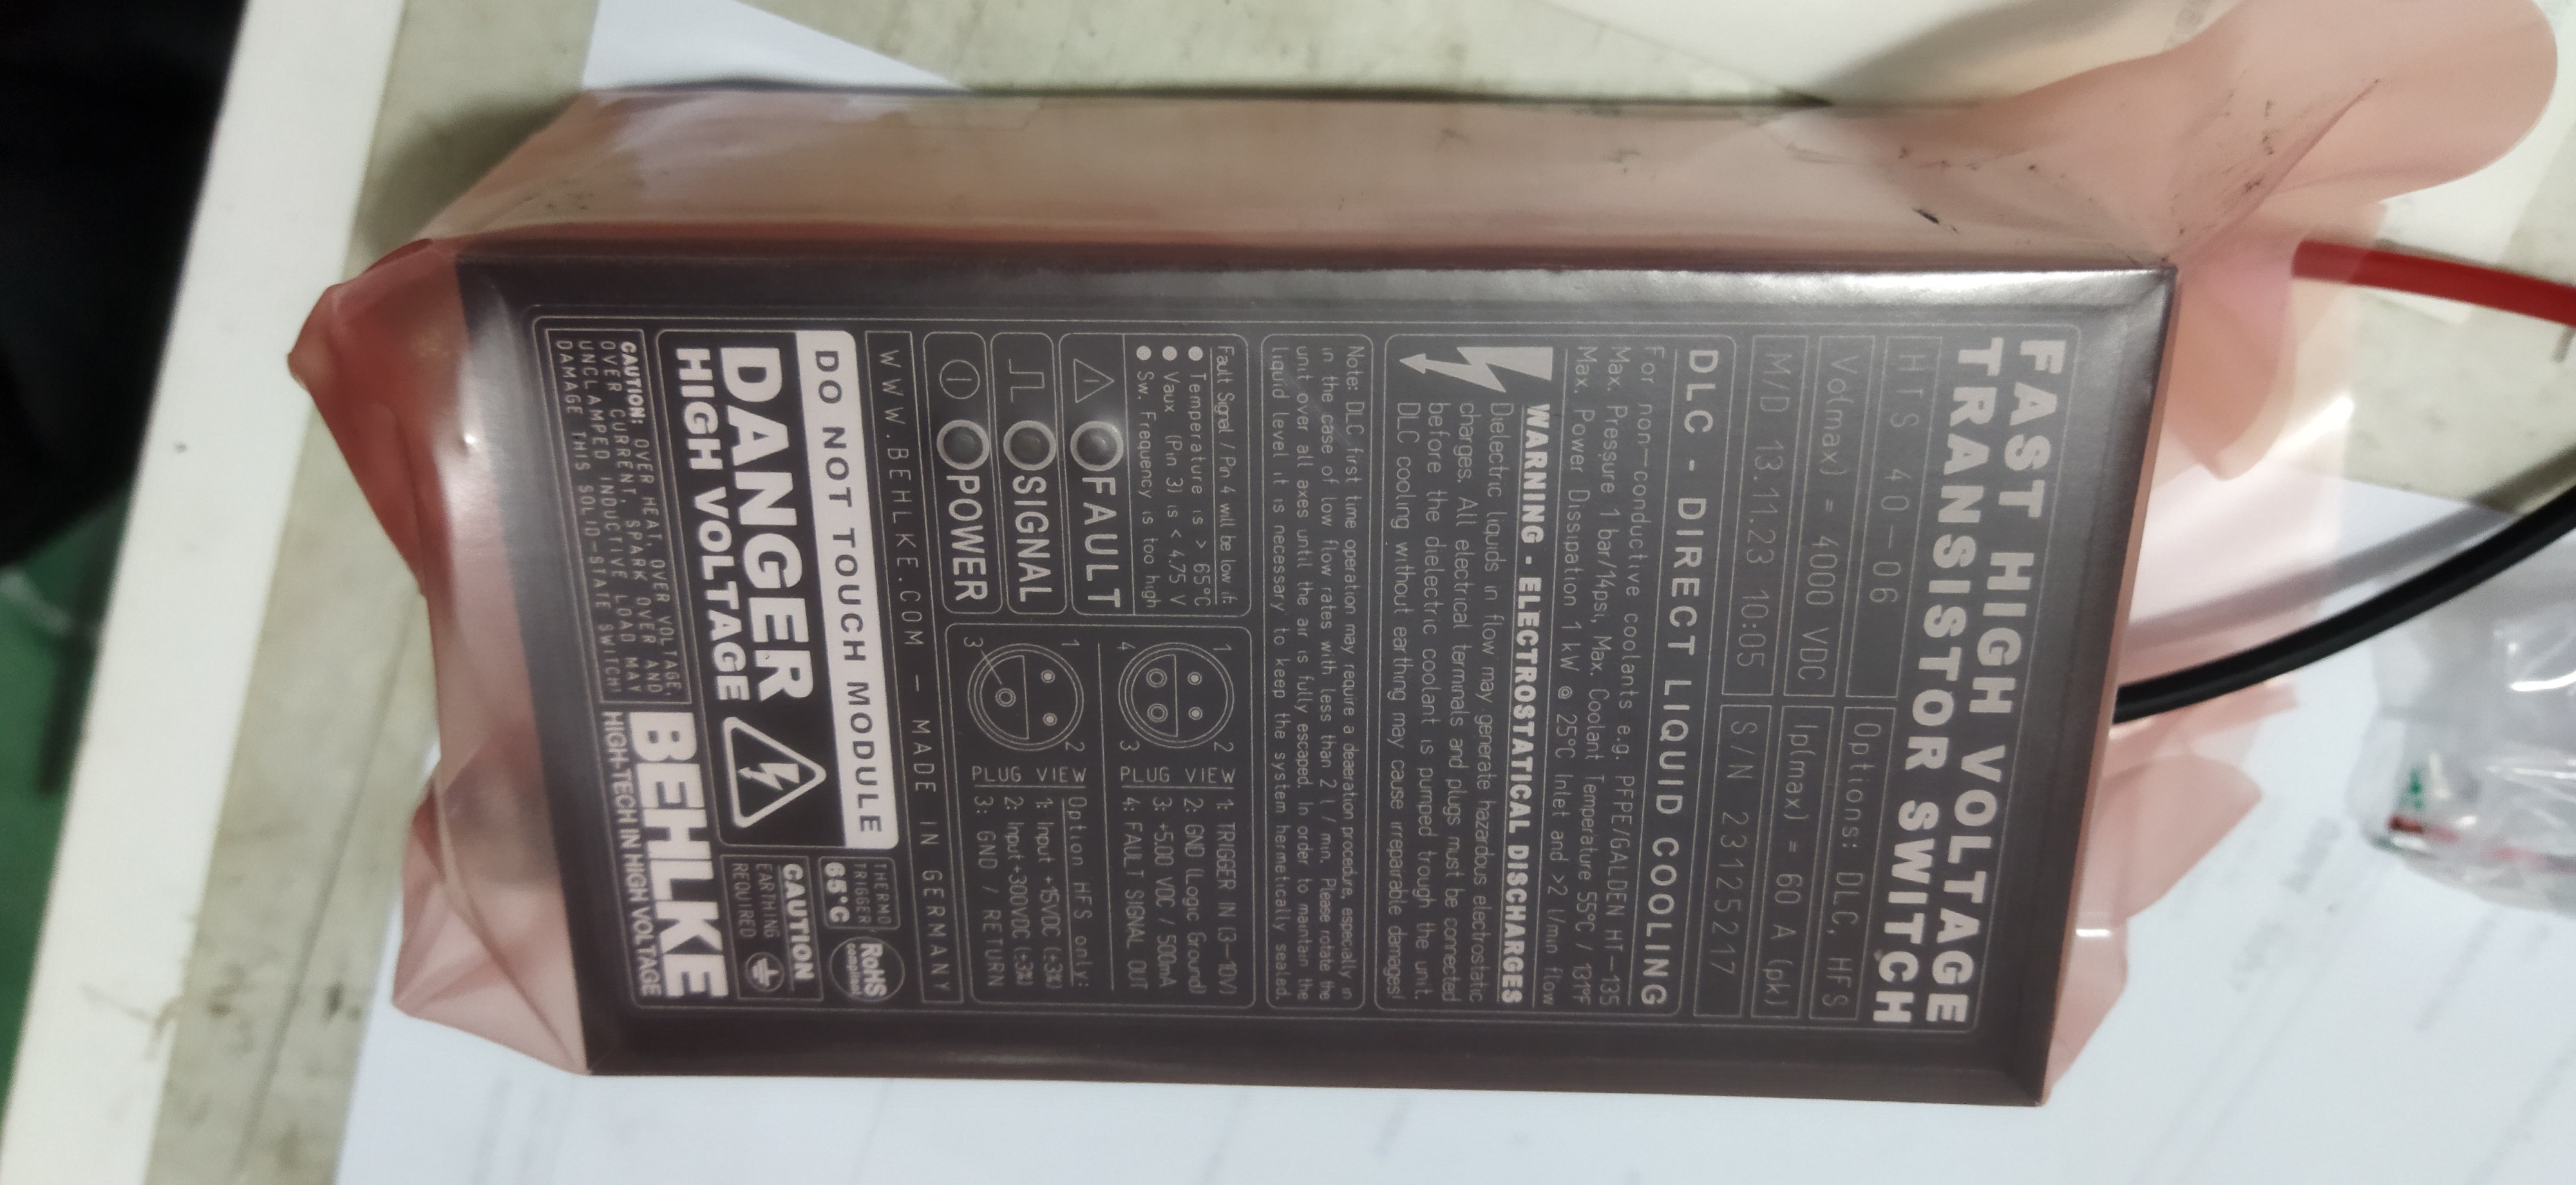 FAST HIGH VOLTAGE
TRANSISTOR SWITCH
HTS 40-06
Options: DLC, HFS
Vo(max) = 4000 VDC
Ip(max) = 60 A (pk)
M/D 13.11.23 10:05
S/N 23125217
DLC - DIRECT LIQUID COOLING
For non-conductive coolants e.g. PFPE/GALDEN HT-135
Max. Pressure 1 bar/14psi, Max. Coolant Temperature 55°C / 131°F
Max. Power Dissipation 1 kW @ 25°C Inlet and >2 l/min flow
WARNING - ELECTROSTATICAL DISCHARGES
Dielectric liquids in flow may generate hazardous electrostatic
charges. All electrical terminals and plugs must be connected
before the dielectric coolant is pumped trough the unit.
DLC cooling without earthing may cause irrepairable damages!
Note: DLC first time operation may require a deaeration procedure, especially in
in the case of low flow rates with less than 2 l / min. Please rotate the
unit over all axes until the air is fully escaped. In order to maintain the
liquid level it is necessary to keep the system hermetically sealed.
Fault Signal / Pin 4 will be low if:
● Temperature is > 65°C
● Vaux (Pin 3) is < 4.75 V
● Sw. Frequency is too high
FAULT
SIGNAL
POWER
1 2
4 3
PLUG VIEW
1: TRIGGER IN (3-10V)
2: GND (Logic Ground)
3: +5.00 VDC / 500mA
4: FAULT SIGNAL OUT
1 2
3
PLUG VIEW
Option HFS only:
1: Input +15VDC (±3%)
2: Input +300VDC (±3%)
3: GND / RETURN
WWW.BEHLKE.COM - MADE IN GERMANY
DO NOT TOUCH MODULE
DANGER
HIGH VOLTAGE
THERMO
TRIGGER
65°C
RoHS
compliant
CAUTION
EARTHING
REQUIRED
CAUTION: OVER HEAT, OVER VOLTAGE,
OVER CURRENT, SPARK OVER AND
UNCLAMPED INDUCTIVE LOAD MAY
DAMAGE THIS SOLID-STATE SWITCH!
BEHLKE
HIGH-TECH IN HIGH VOLTAGE